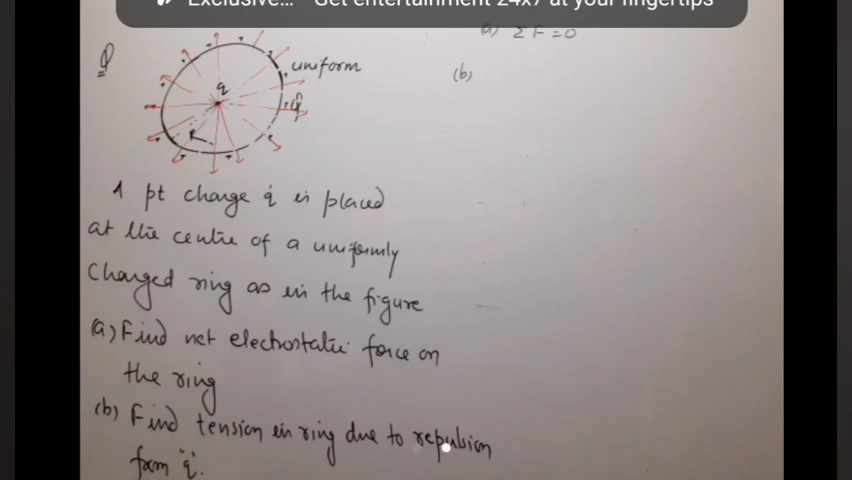 Exclusive... Get entertainment 24x7 at your fingertips
(a) ΣF = 0
Q
uniform
q
(b)
R
A pt charge q is placed
at the centre of a uniformly
Charged ring as in the figure
(a) Find net electrostatic force on
the ring
(b) Find tension in ring due to repulsion
from "q".